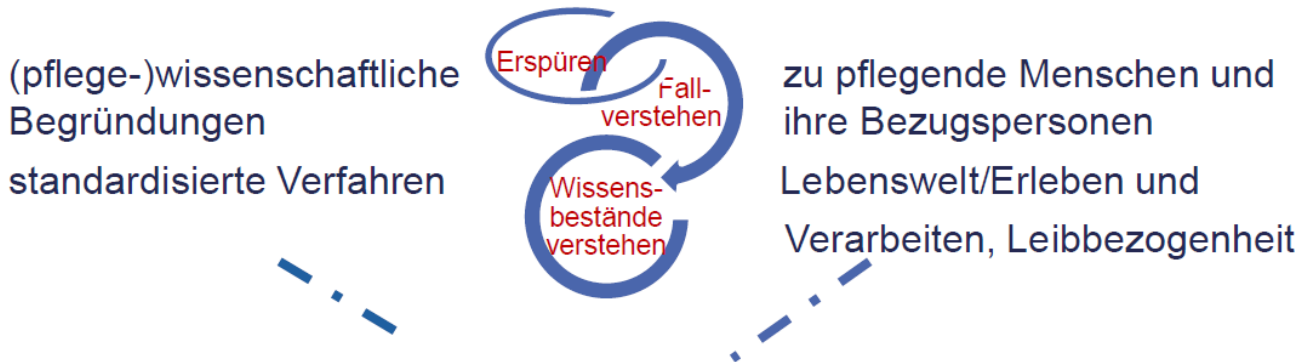 (pflege-)wissenschaftliche
Begründungen
standardisierte Verfahren
Erspüren
Fall-
verstehen
Wissens-
bestände
verstehen
zu pflegende Menschen und
ihre Bezugspersonen
Lebenswelt/Erleben und
Verarbeiten, Leibbezogenheit